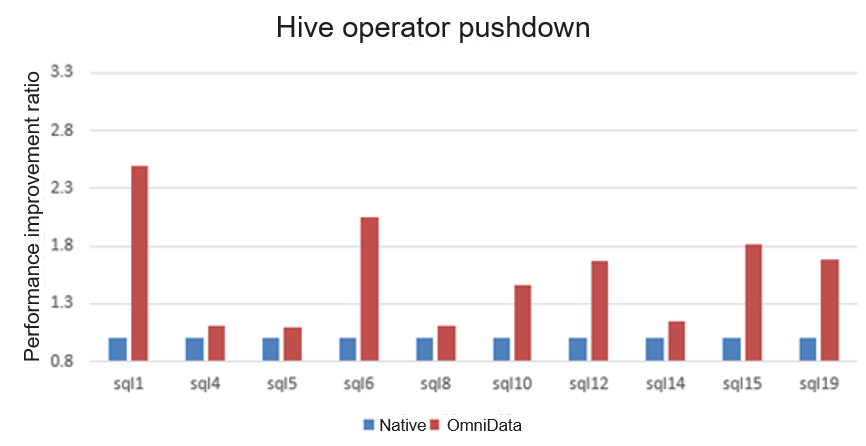 Hive operator pushdown
Performance improvement ratio
3.3
2.8
2.3
1.8
1.3
0.8
sql1 sql4 sql5 sql6 sql8 sql10 sql12 sql14 sql15 sql19
Native OmniData